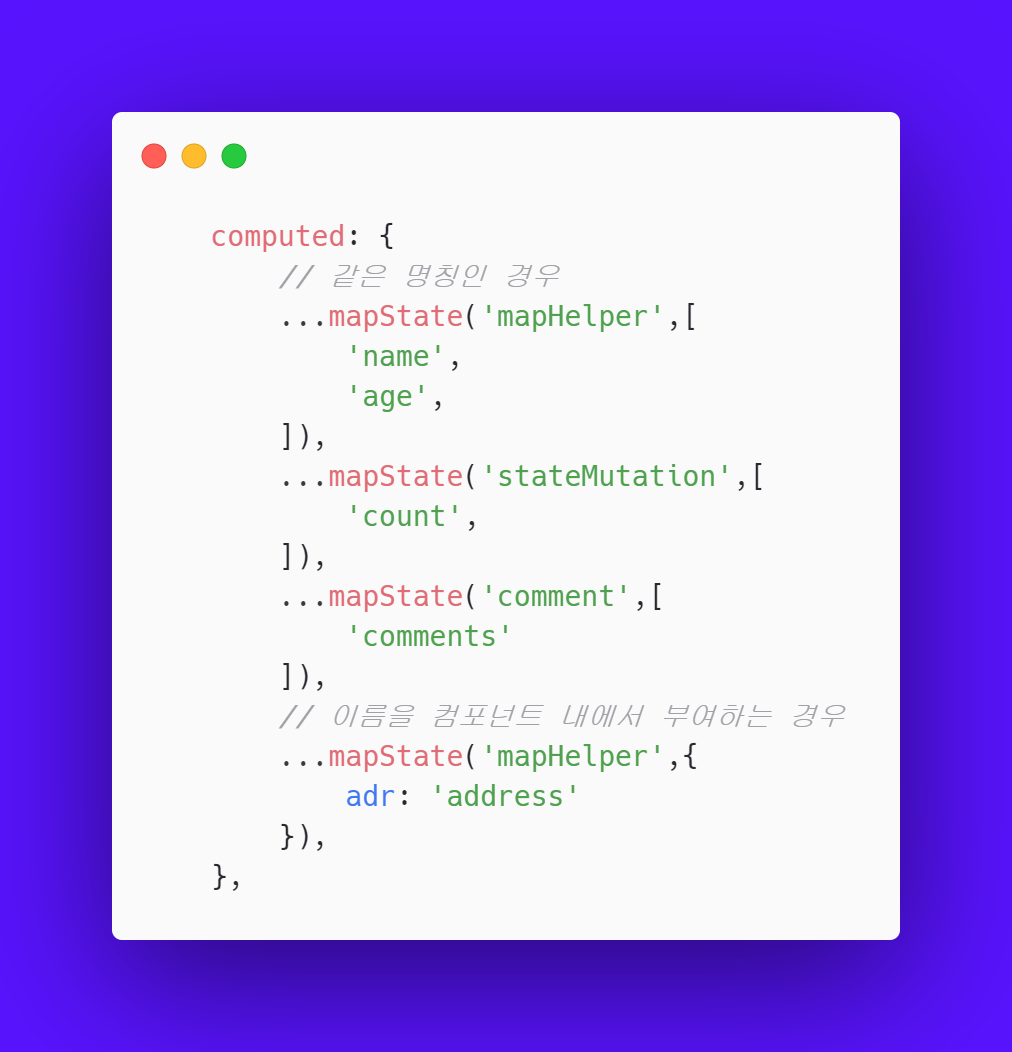 computed: {
    // 같은 명칭인 경우
    ...mapState('mapHelper',[
        'name',
        'age',
    ]),
    ...mapState('stateMutation',[
        'count',
    ]),
    ...mapState('comment',[
        'comments'
    ]),
    // 이름을 컴포넌트 내에서 부여하는 경우
    ...mapState('mapHelper',{
        adr: 'address'
    }),
},